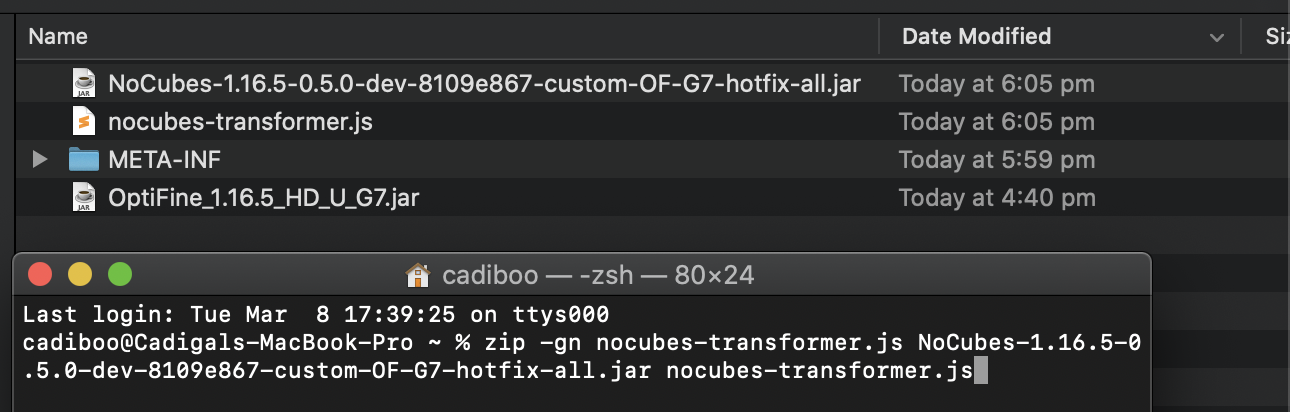 Name Date Modified Siz
NoCubes-1.16.5-0.5.0-dev-8109e867-custom-OF-G7-hotfix-all.jar Today at 6:05 pm
nocubes-transformer.js Today at 6:05 pm
META-INF Today at 5:59 pm
OptiFine_1.16.5_HD_U_G7.jar Today at 4:40 pm
cadiboo — -zsh — 80×24
Last login: Tue Mar  8 17:39:25 on ttys000
cadiboo@Cadigals-MacBook-Pro ~ % zip -gn nocubes-transformer.js NoCubes-1.16.5-0
.5.0-dev-8109e867-custom-OF-G7-hotfix-all.jar nocubes-transformer.js